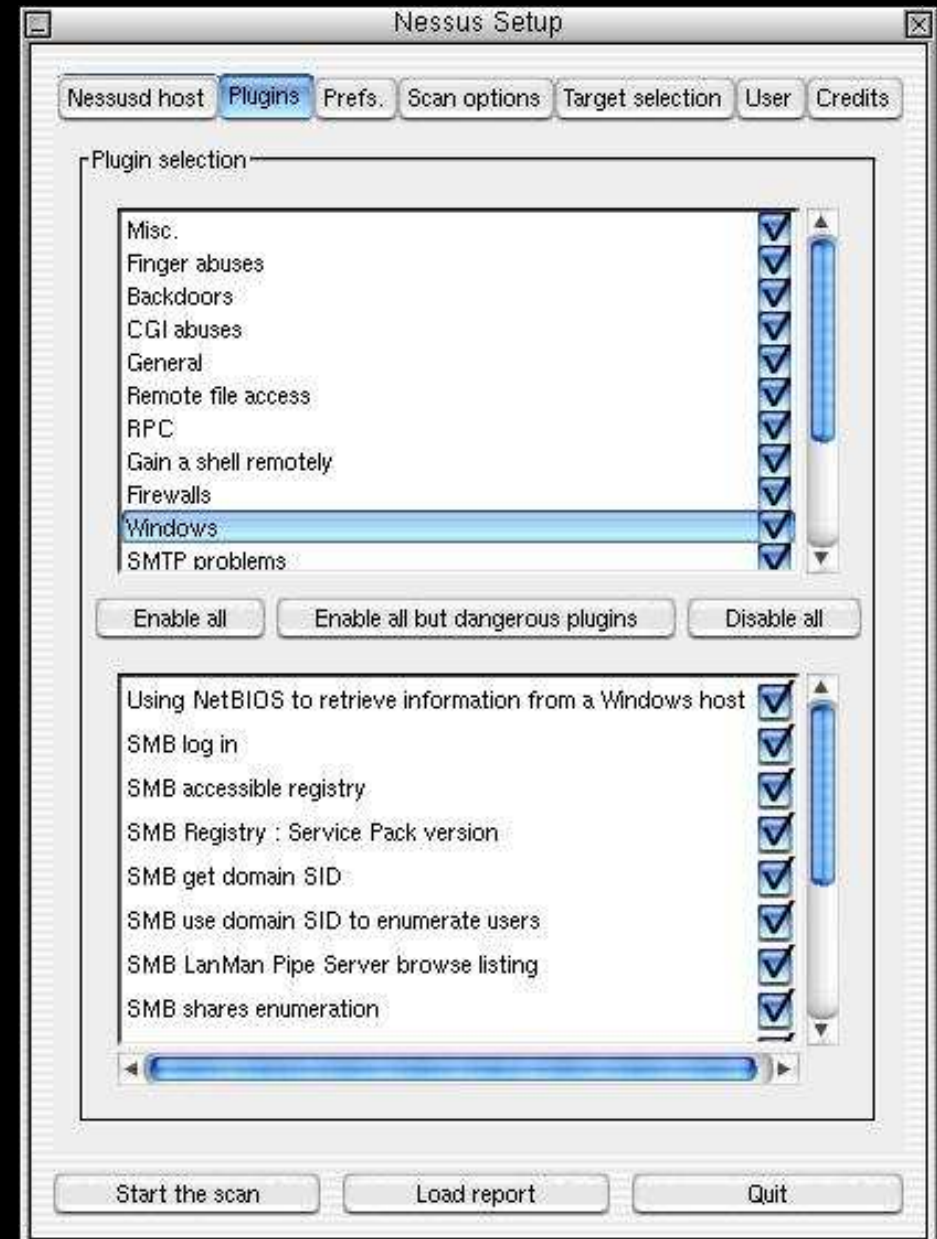 Nessus Setup
Nessusd host Plugins Prefs. Scan options Target selection User Credits
Plugin selection
Misc.
Finger abuses
Backdoors
CGI abuses
General
Remote file access
RPC
Gain a shell remotely
Firewalls
Windows
SMTP problems
Enable all Enable all but dangerous plugins Disable all
Using NetBIOS to retrieve information from a Windows host
SMB log in
SMB accessible registry
SMB Registry : Service Pack version
SMB get domain SID
SMB use domain SID to enumerate users
SMB LanMan Pipe Server browse listing
SMB shares enumeration
Start the scan Load report Quit